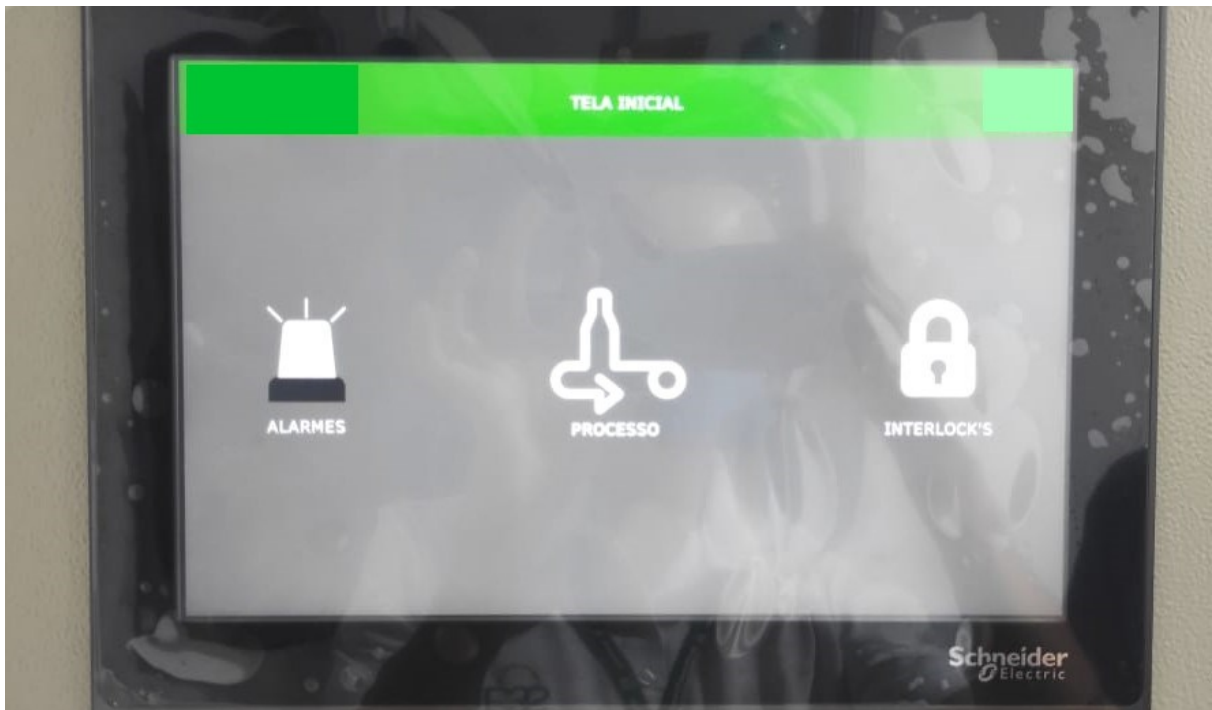 TELA INICIAL
ALARMES
PROCESSO
INTERLOCK'S
Schneider
Electric